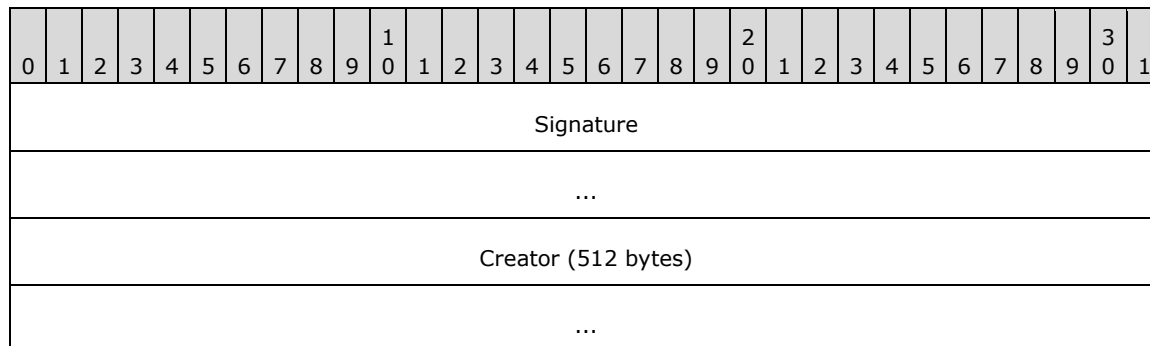 1 2 3
0 1 2 3 4 5 6 7 8 9 0 1 2 3 4 5 6 7 8 9 0 1 2 3 4 5 6 7 8 9 0 1
Signature
...
Creator (512 bytes)
...